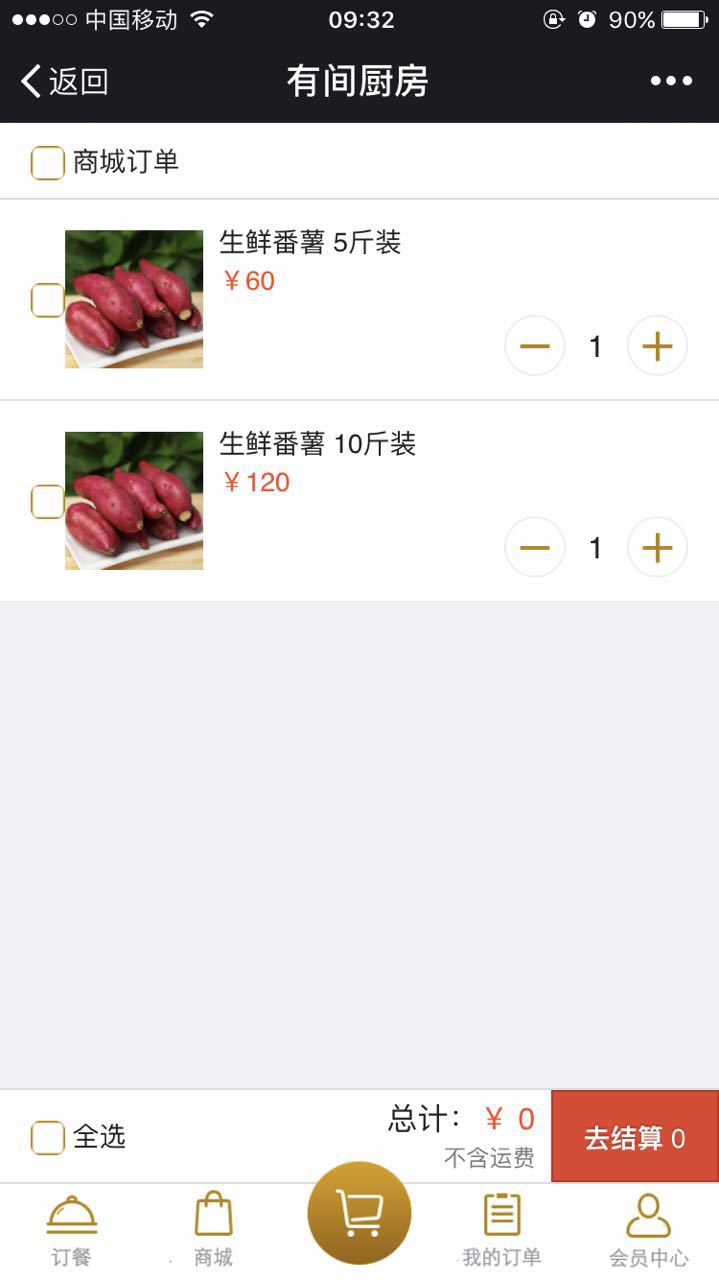 中国移动 09:32 90%
返回 有间厨房
商城订单
生鲜番薯 5斤装
￥60
1
生鲜番薯 10斤装
￥120
1
全选 总计： ￥ 0 去结算 0
不含运费
订餐 商城 我的订单 会员中心